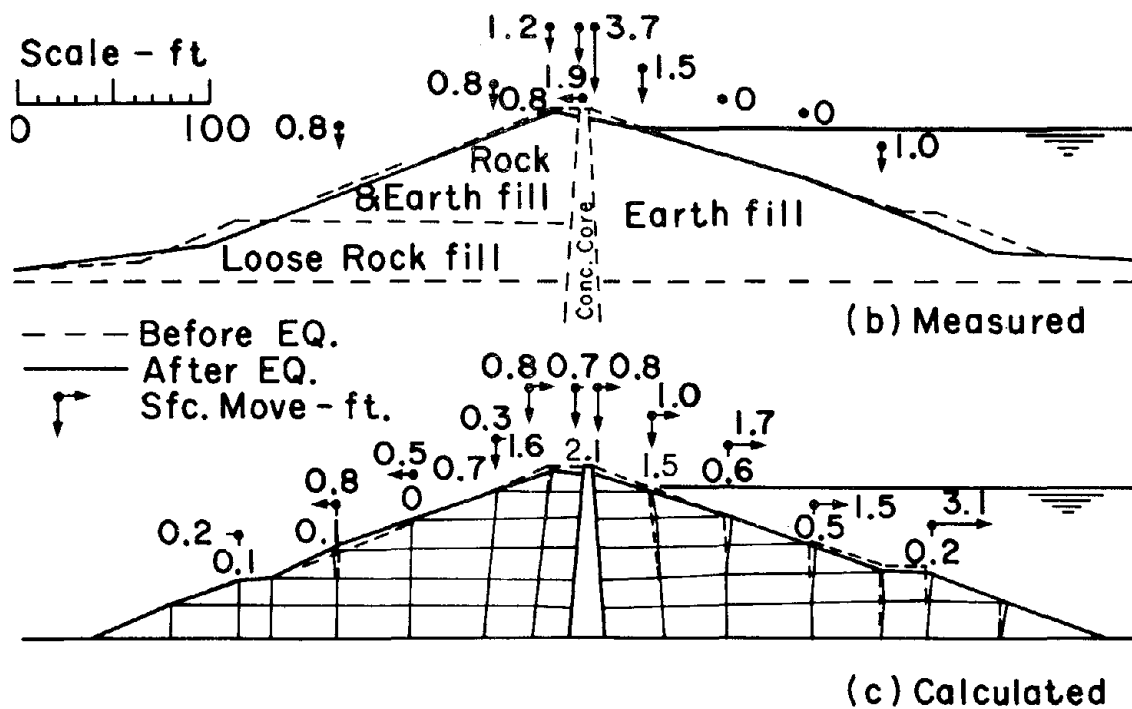 1.2 3.7
Scale - ft
0.8 1.9 1.5
0.8 0 0
0 100 0.8 1.0
Rock
&Earth fill
Earth fill
Conc. Core
Loose Rock fill
(b) Measured
Before EQ.
After EQ.
Sfc. Move - ft.
0.8 0.7 0.8
0.3 1.0
1.6 2.1 1.7
0.5 0.7 1.5 0.6
0.8 0 1.5 3.1
0.2 0. 0.5 0.2
0.1
(c) Calculated